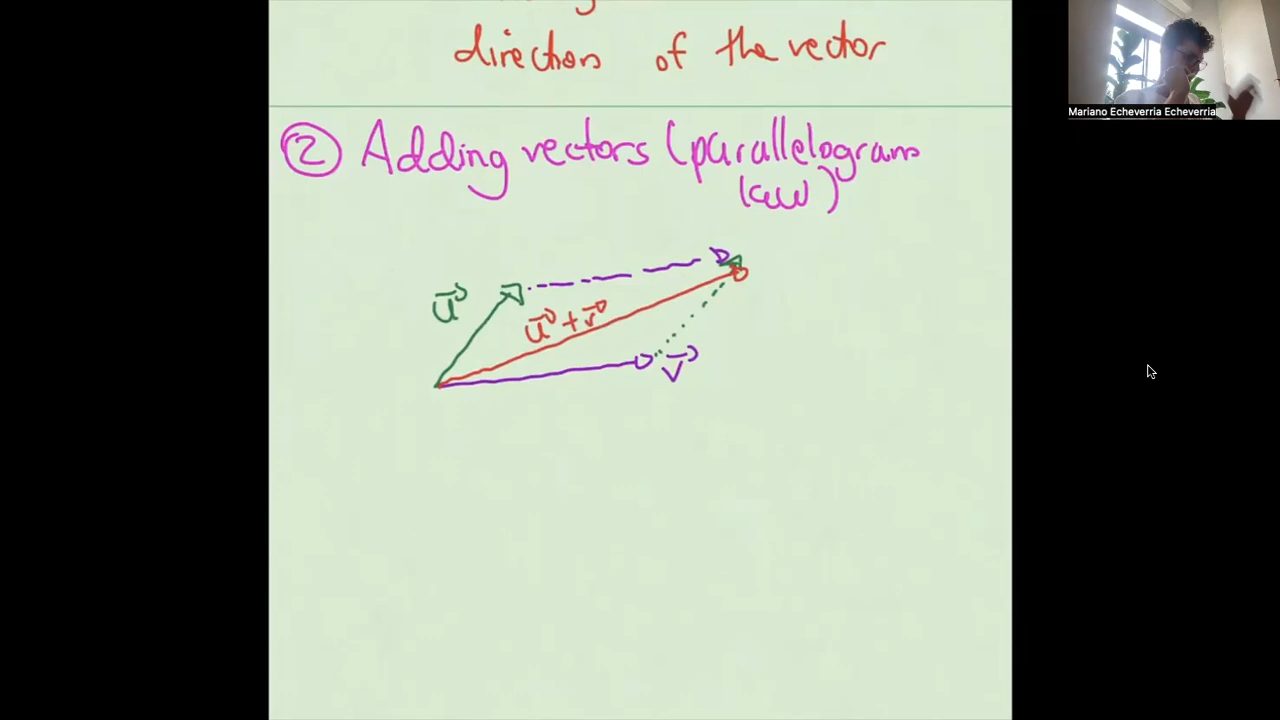 direction of the vector
Mariano Echeverria Echeverria
② Adding vectors (parallelogram
law)
u⃗
u⃗ + v⃗
v⃗